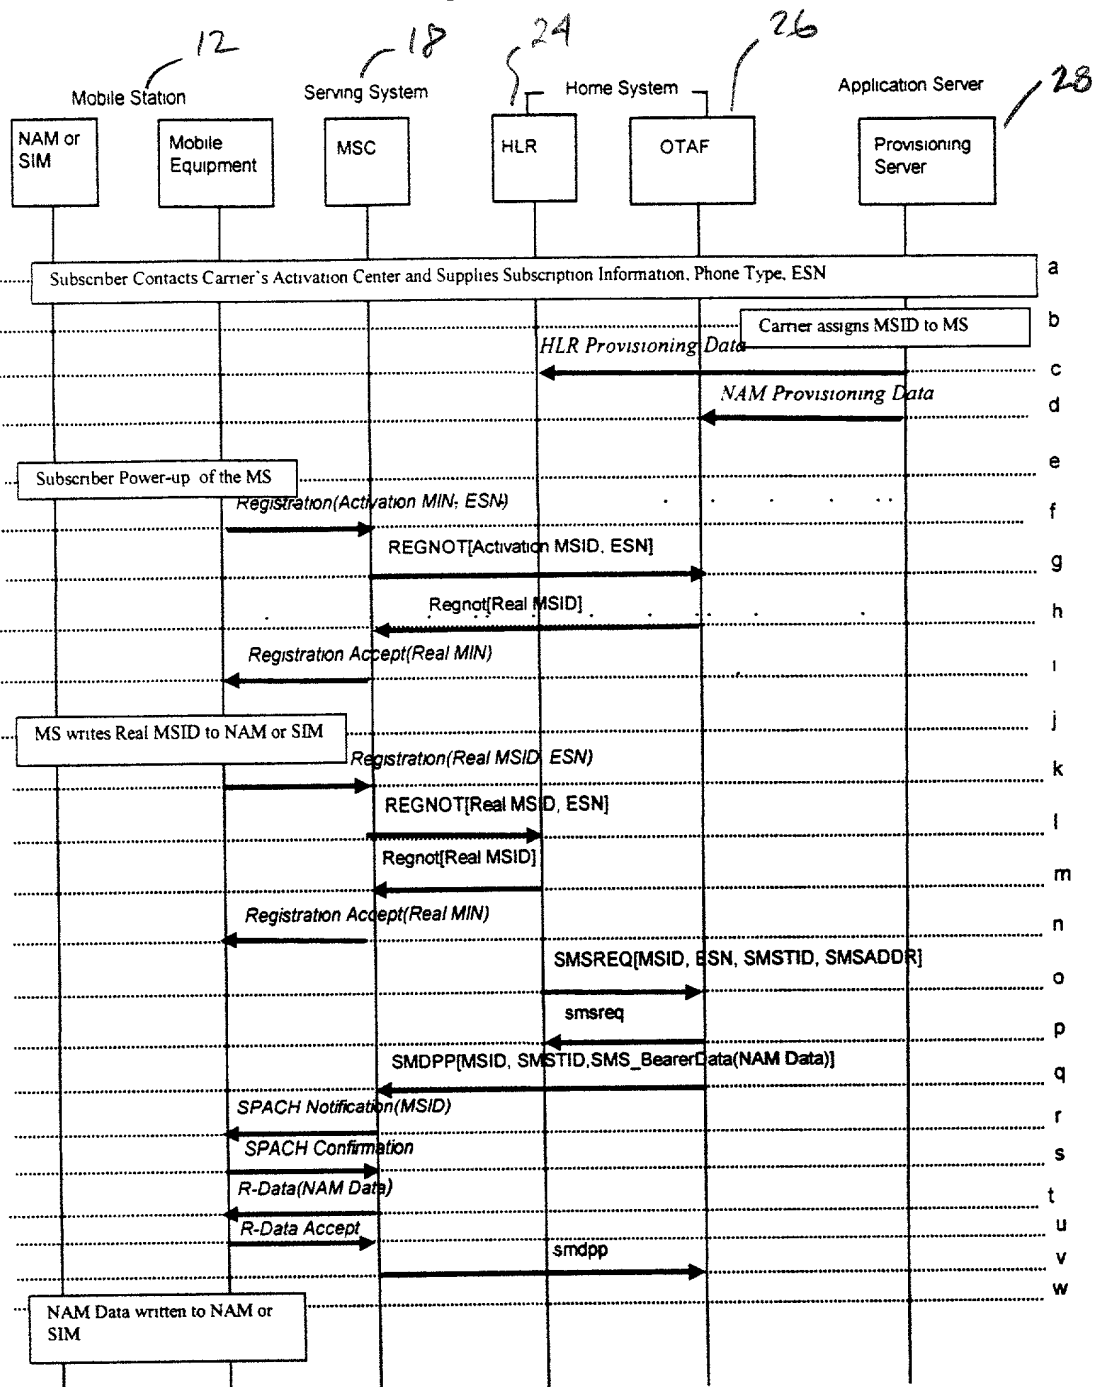 12
18
24
26
28
Mobile Station
Serving System
Home System
Application Server
NAM or
SIM
Mobile
Equipment
MSC
HLR
OTAF
Provisioning
Server
Subscriber Contacts Carrier's Activation Center and Supplies Subscription Information, Phone Type, ESN
a
Carrier assigns MSID to MS
b
HLR Provisioning Data
c
NAM Provisioning Data
d
Subscriber Power-up of the MS
e
Registration(Activation MIN, ESN)
f
REGNOT[Activation MSID, ESN]
g
Regnot[Real MSID]
h
Registration Accept(Real MIN)
i
MS writes Real MSID to NAM or SIM
j
Registration(Real MSID, ESN)
k
REGNOT[Real MSID, ESN]
l
Regnot[Real MSID]
m
Registration Accept(Real MIN)
n
SMSREQ[MSID, ESN, SMSTID, SMSADDR]
o
smsreq
p
SMDPP[MSID, SMSTID,SMS_BearerData(NAM Data)]
q
SPACH Notification(MSID)
r
SPACH Confirmation
s
R-Data(NAM Data)
t
R-Data Accept
u
smdpp
v
w
NAM Data written to NAM or
SIM